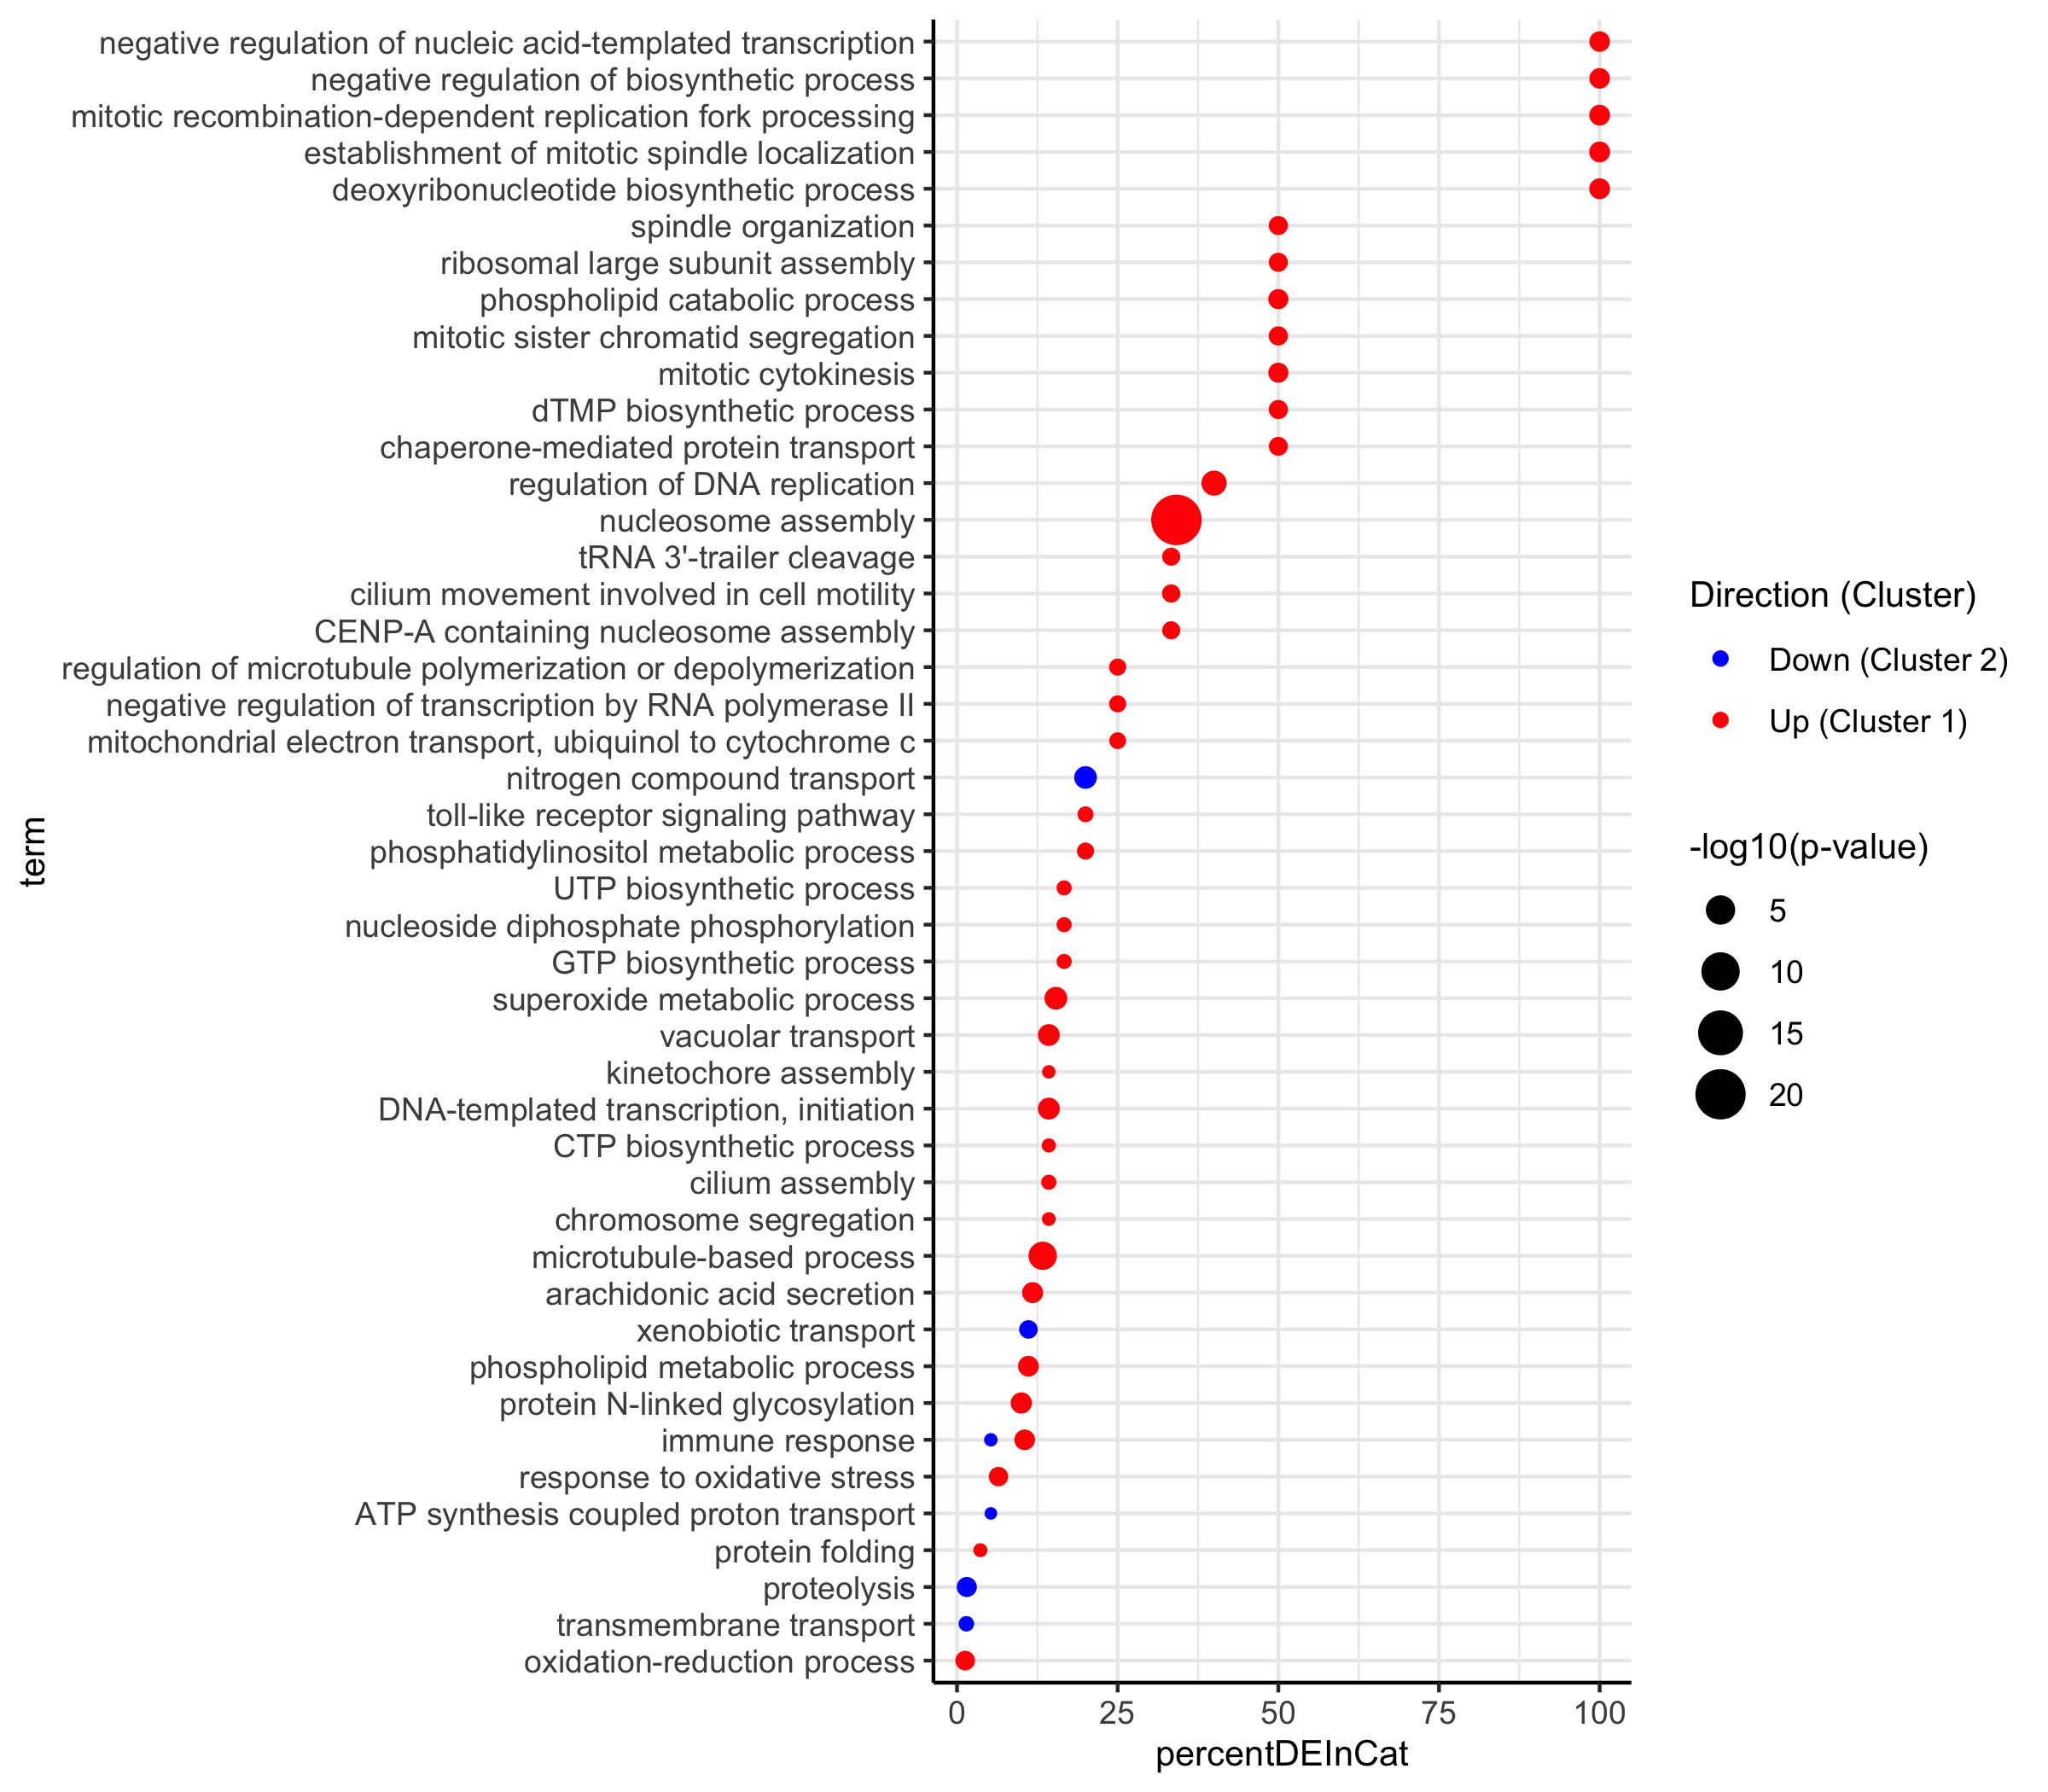 negative regulation of nucleic acid-templated transcription
negative regulation of biosynthetic process
mitotic recombination-dependent replication fork processing
establishment of mitotic spindle localization
deoxyribonucleotide biosynthetic process
spindle organization
ribosomal large subunit assembly
phospholipid catabolic process
mitotic sister chromatid segregation
mitotic cytokinesis
dTMP biosynthetic process
chaperone-mediated protein transport
regulation of DNA replication
nucleosome assembly
tRNA 3'-trailer cleavage
cilium movement involved in cell motility
CENP-A containing nucleosome assembly
regulation of microtubule polymerization or depolymerization
negative regulation of transcription by RNA polymerase II
mitochondrial electron transport, ubiquinol to cytochrome c
nitrogen compound transport
toll-like receptor signaling pathway
phosphatidylinositol metabolic process
UTP biosynthetic process
nucleoside diphosphate phosphorylation
GTP biosynthetic process
superoxide metabolic process
vacuolar transport
kinetochore assembly
DNA-templated transcription, initiation
CTP biosynthetic process
cilium assembly
chromosome segregation
microtubule-based process
arachidonic acid secretion
xenobiotic transport
phospholipid metabolic process
protein N-linked glycosylation
immune response
response to oxidative stress
ATP synthesis coupled proton transport
protein folding
proteolysis
transmembrane transport
oxidation-reduction process
term
0 25 50 75 100
percentDEInCat
Direction (Cluster)
Down (Cluster 2)
Up (Cluster 1)
-log10(p-value)
5
10
15
20